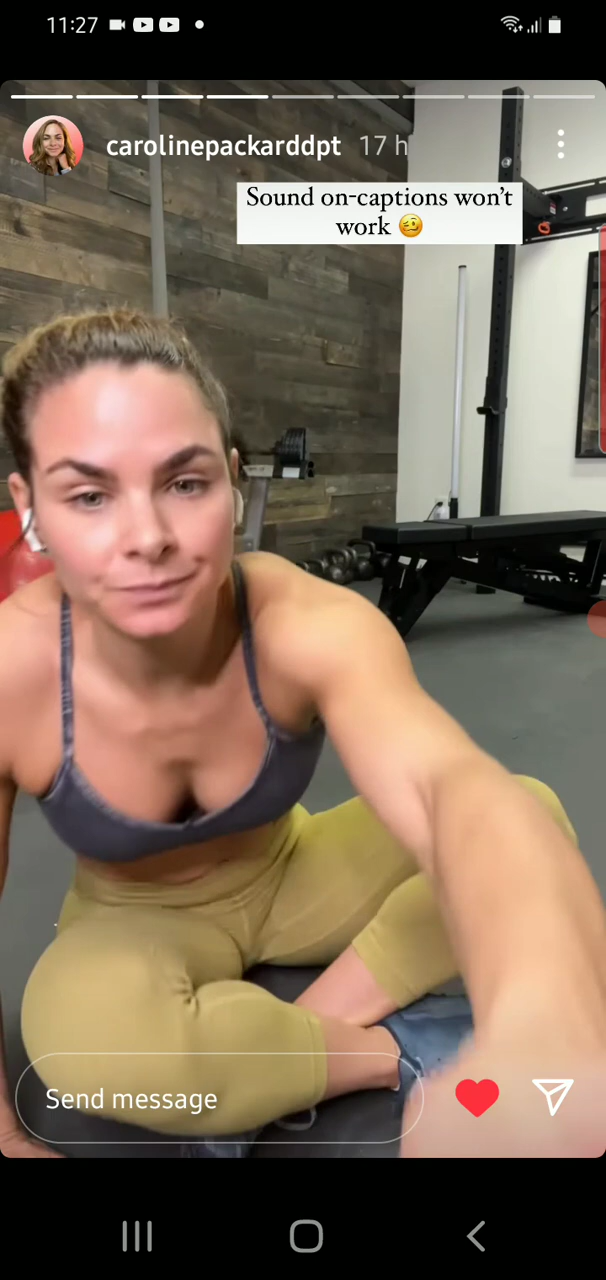 11:27
carolinepackarddpt 17 h
Sound on-captions won't
work 🥴
Send message